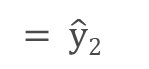 = ŷ₂